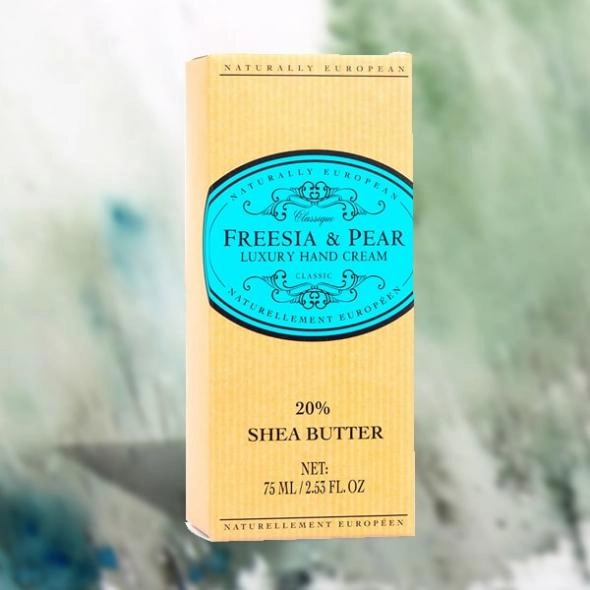 NATURALLY EUROPEAN
NATURALLY EUROPEAN
Classique
FREESIA & PEAR
LUXURY HAND CREAM
CLASSIC
NATURELLEMENT EUROPÉEN
20%
SHEA BUTTER
NET:
75 ML / 2.53 FL. OZ
NATURELLEMENT EUROPÉEN